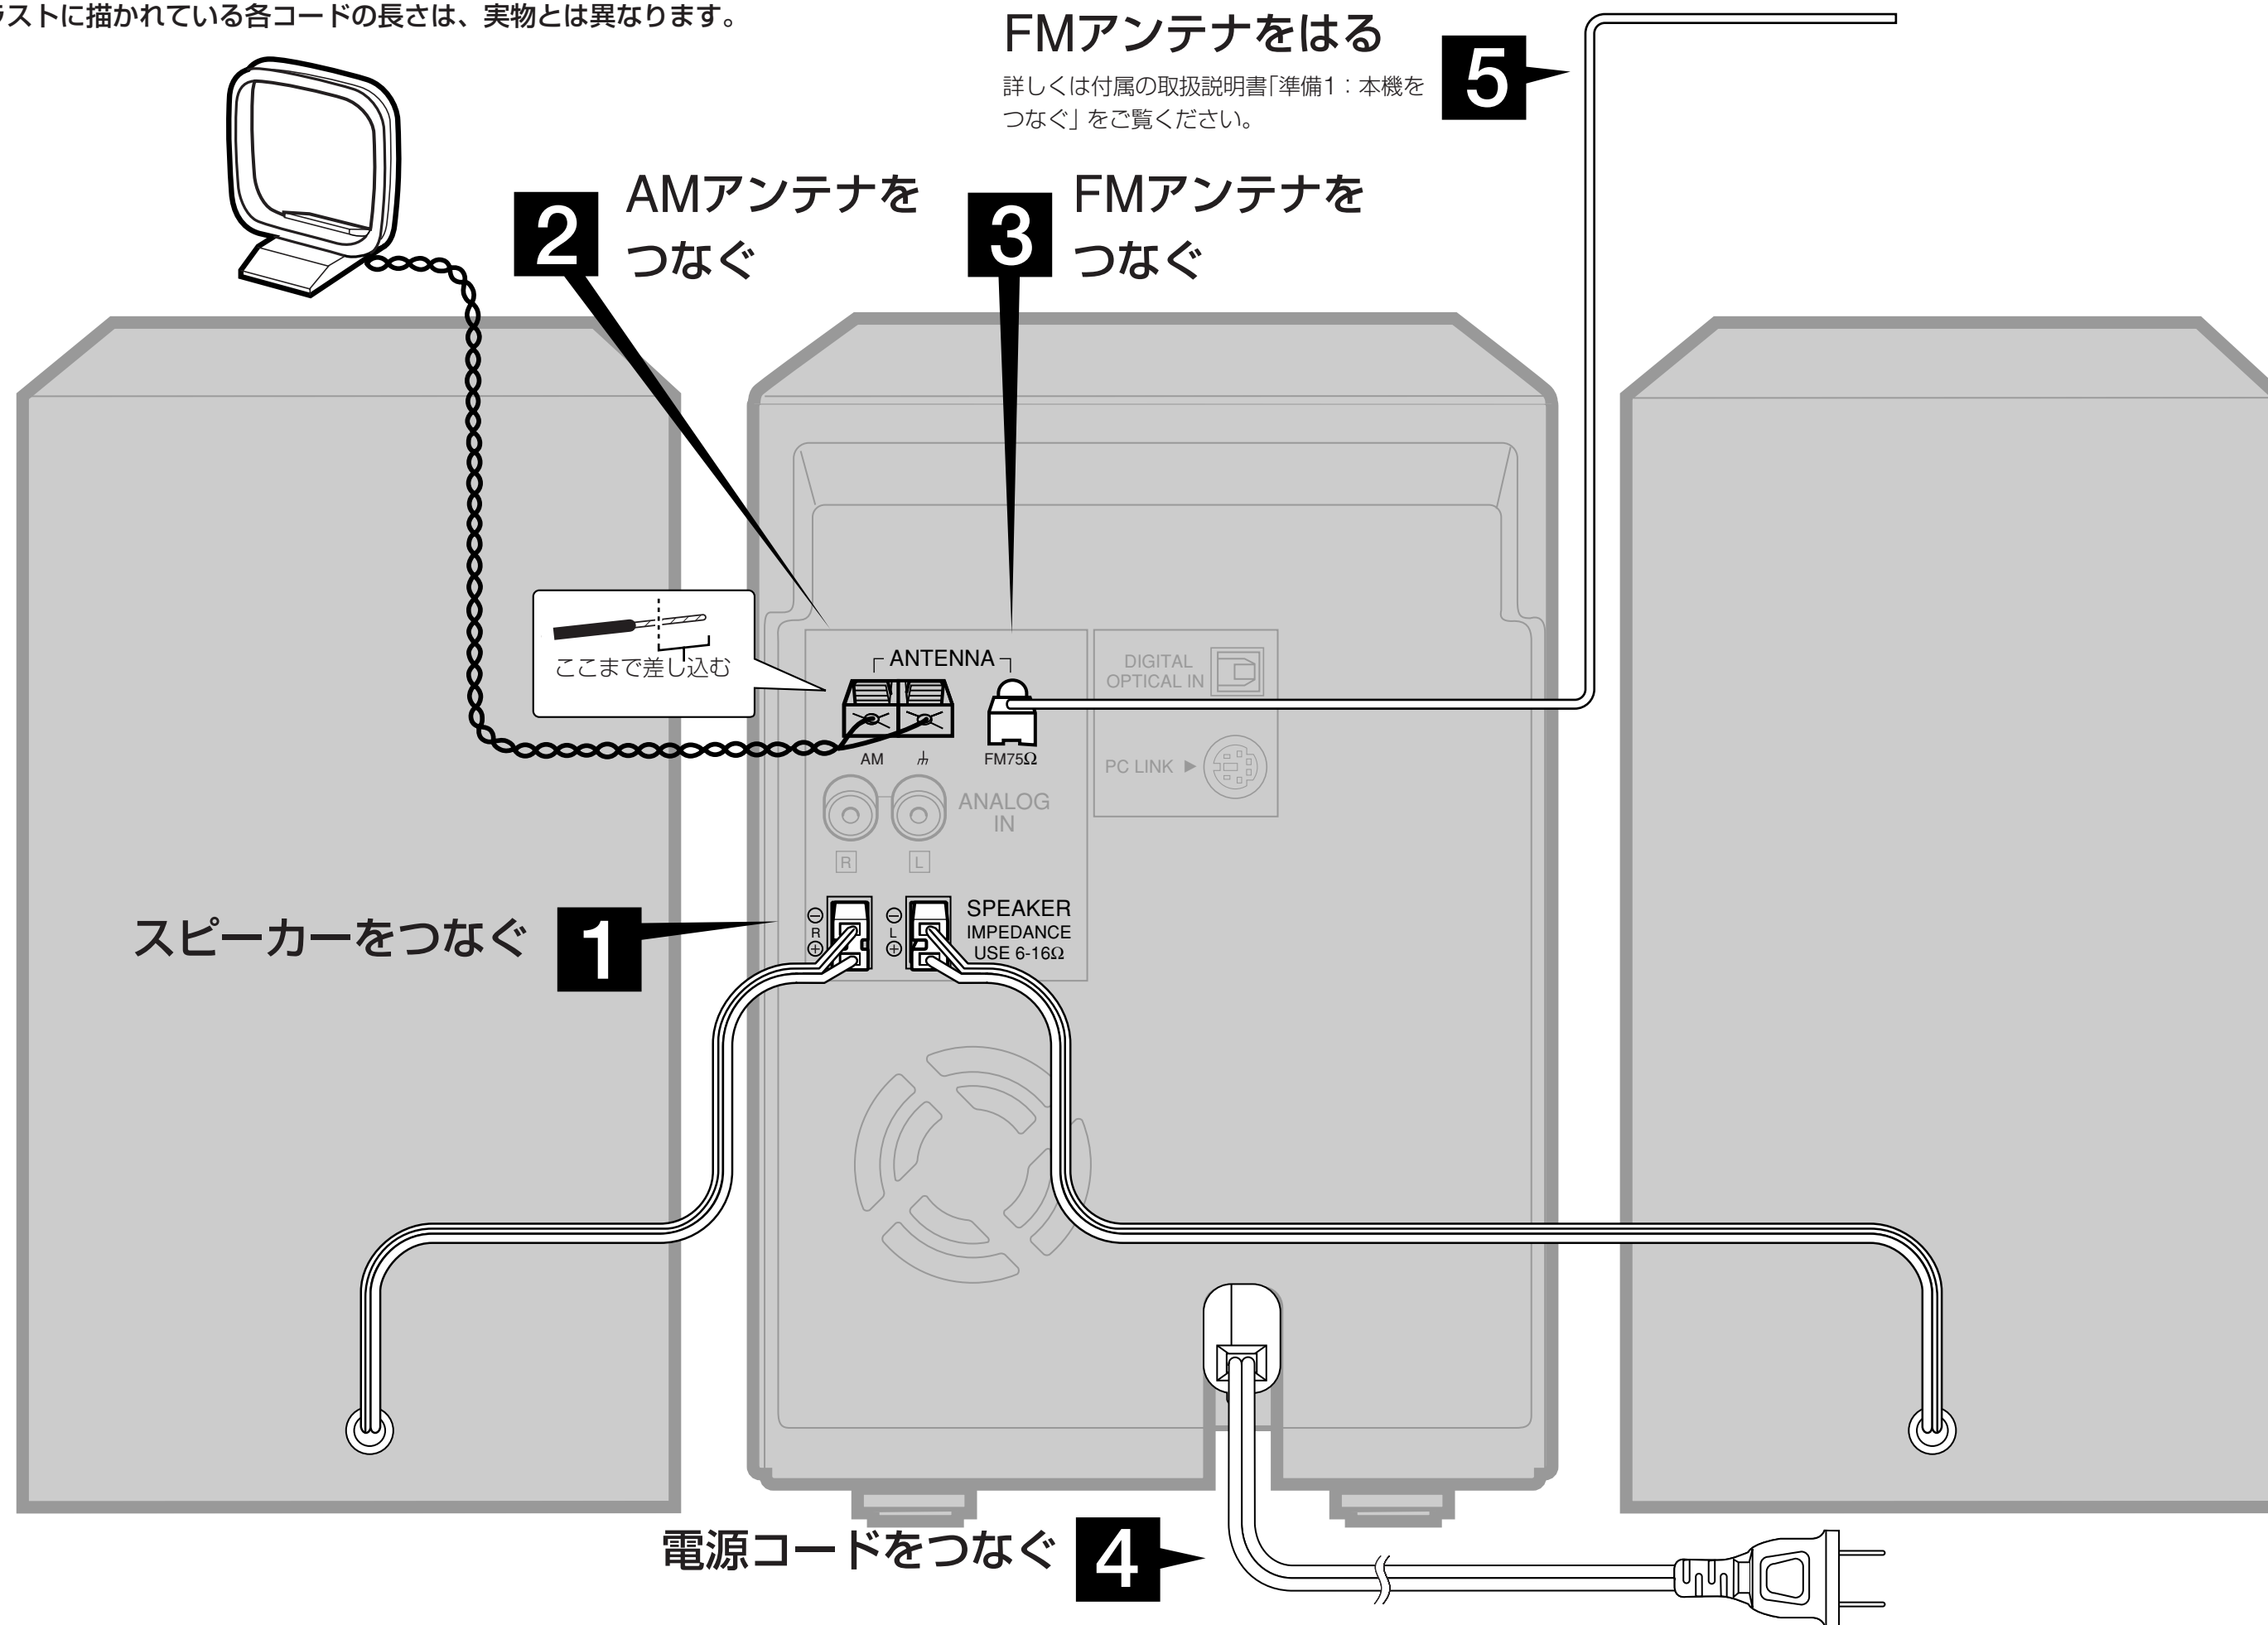 ラストに描かれている各コードの長さは、実物とは異なります。
FMアンテナをはる
詳しくは付属の取扱説明書「準備1：本機を
つなぐ」をご覧ください。
5
2
AMアンテナを
つなぐ
3
FMアンテナを
つなぐ
ここまで差し込む
ANTENNA
AM
FM75Ω
DIGITAL
OPTICAL IN
PC LINK ▶
ANALOG
IN
R
L
スピーカーをつなぐ
1
⊖
R
⊕
⊖
L
⊕
SPEAKER
IMPEDANCE
USE 6-16Ω
電源コードをつなぐ
4